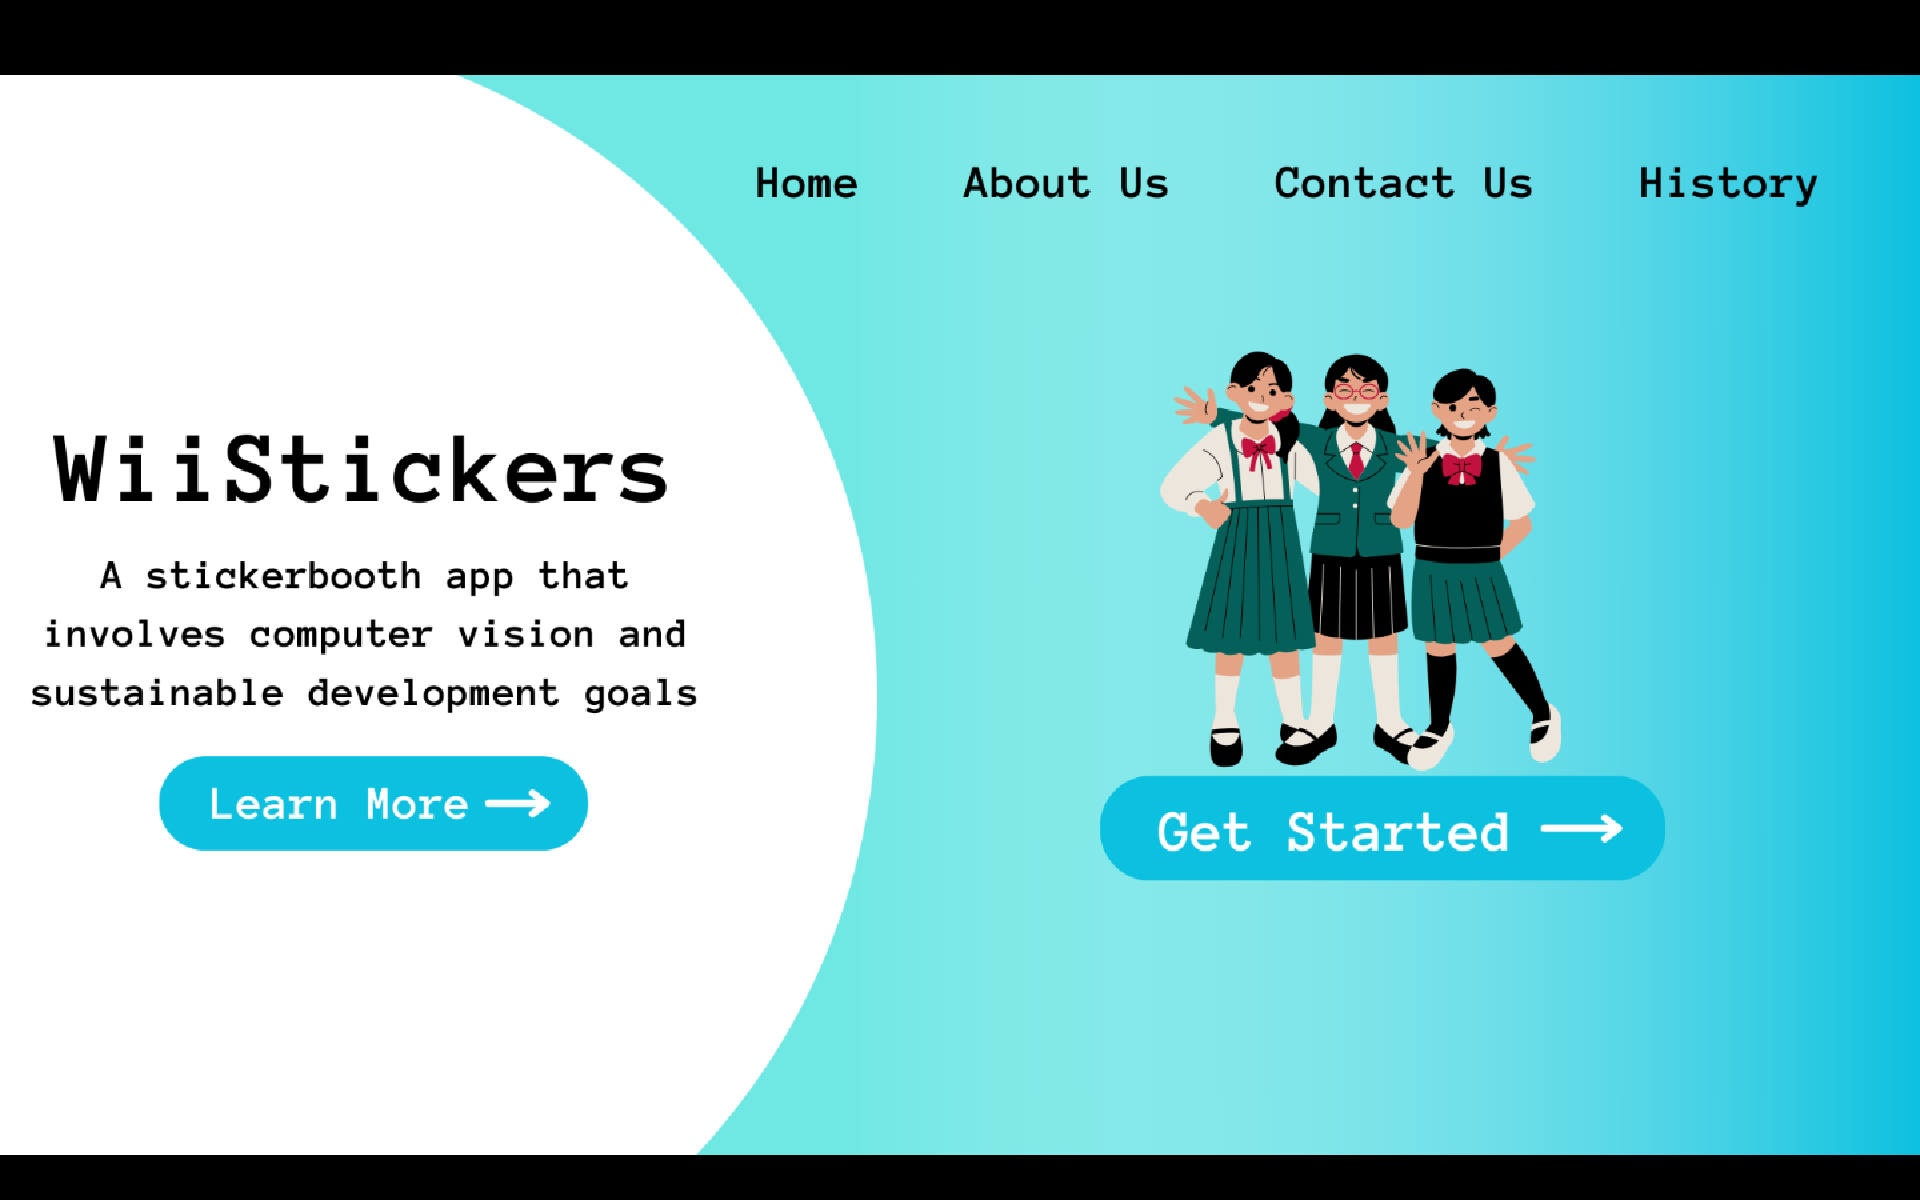 Home About Us Contact Us History
WiiStickers
A stickerbooth app that
involves computer vision and
sustainable development goals
Learn More
Get Started